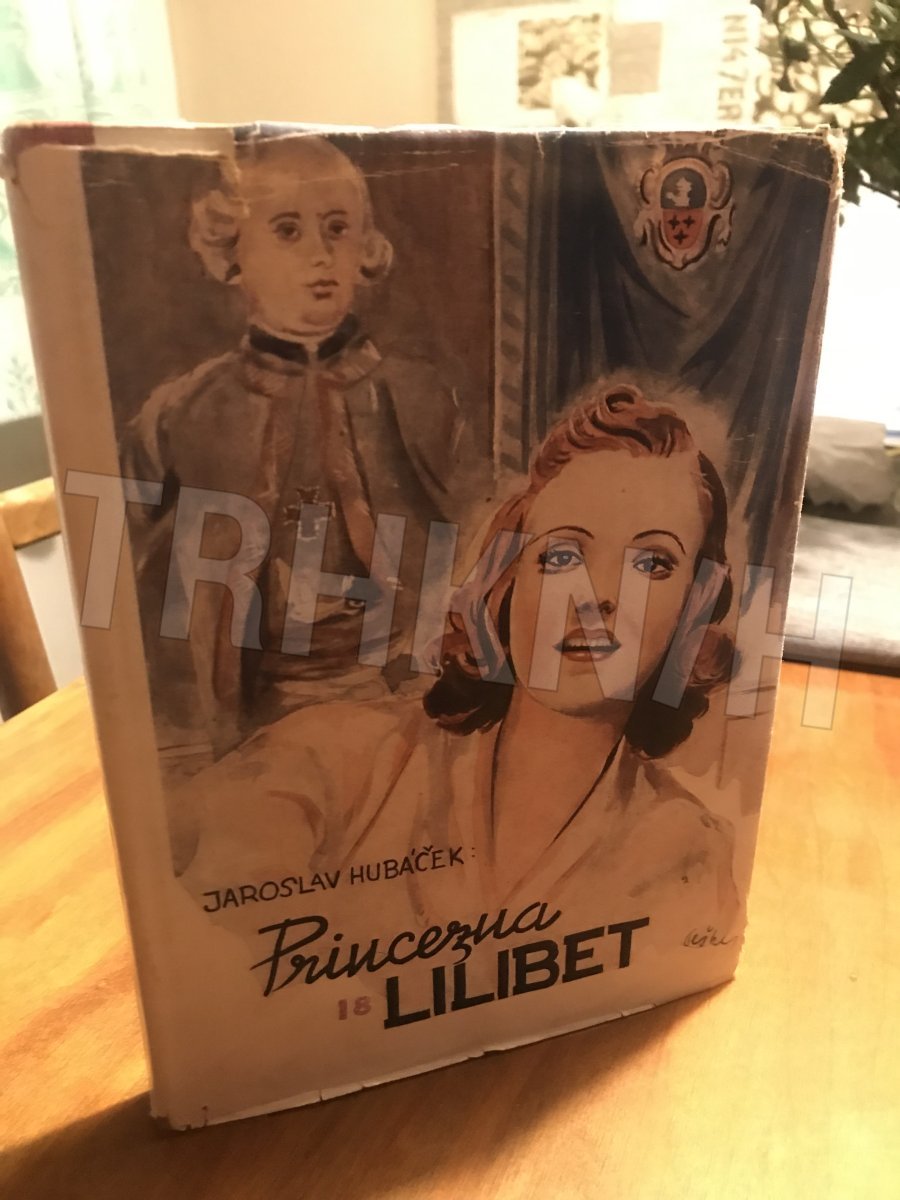 TRHKNIH
JAROSLAV HUBÁČEK:
Princezna
18 LILIBET